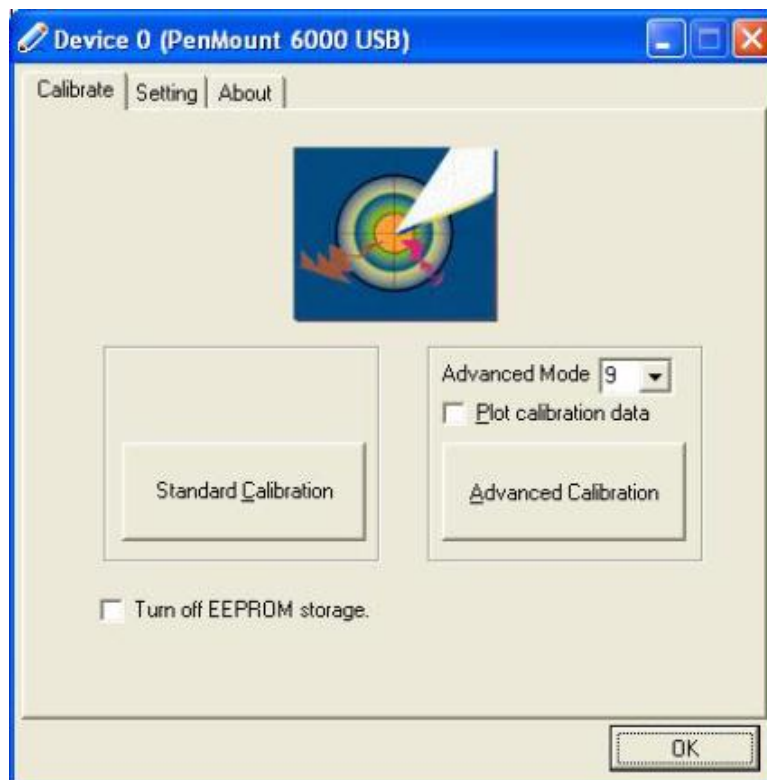 Device 0 (PenMount 6000 USB)
Calibrate Setting About
Advanced Mode 9
Plot calibration data
Standard Calibration
Advanced Calibration
Turn off EEPROM storage.
OK